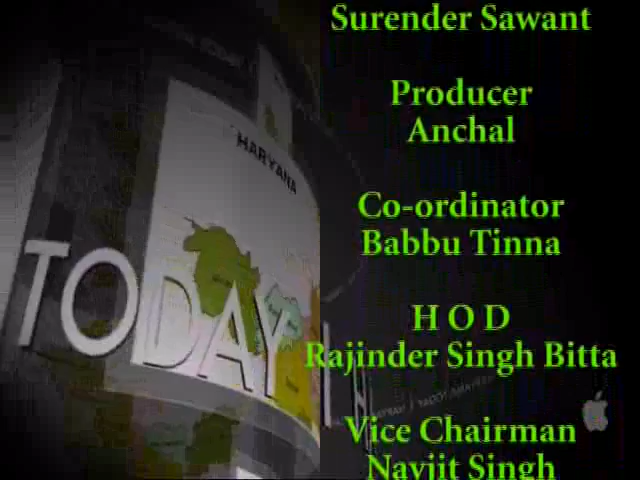 Surender Sawant
Producer
Anchal
Co-ordinator
Babbu Tinna
H O D
Rajinder Singh Bitta
Vice Chairman
Navjit Singh
HARYANA
TODAY